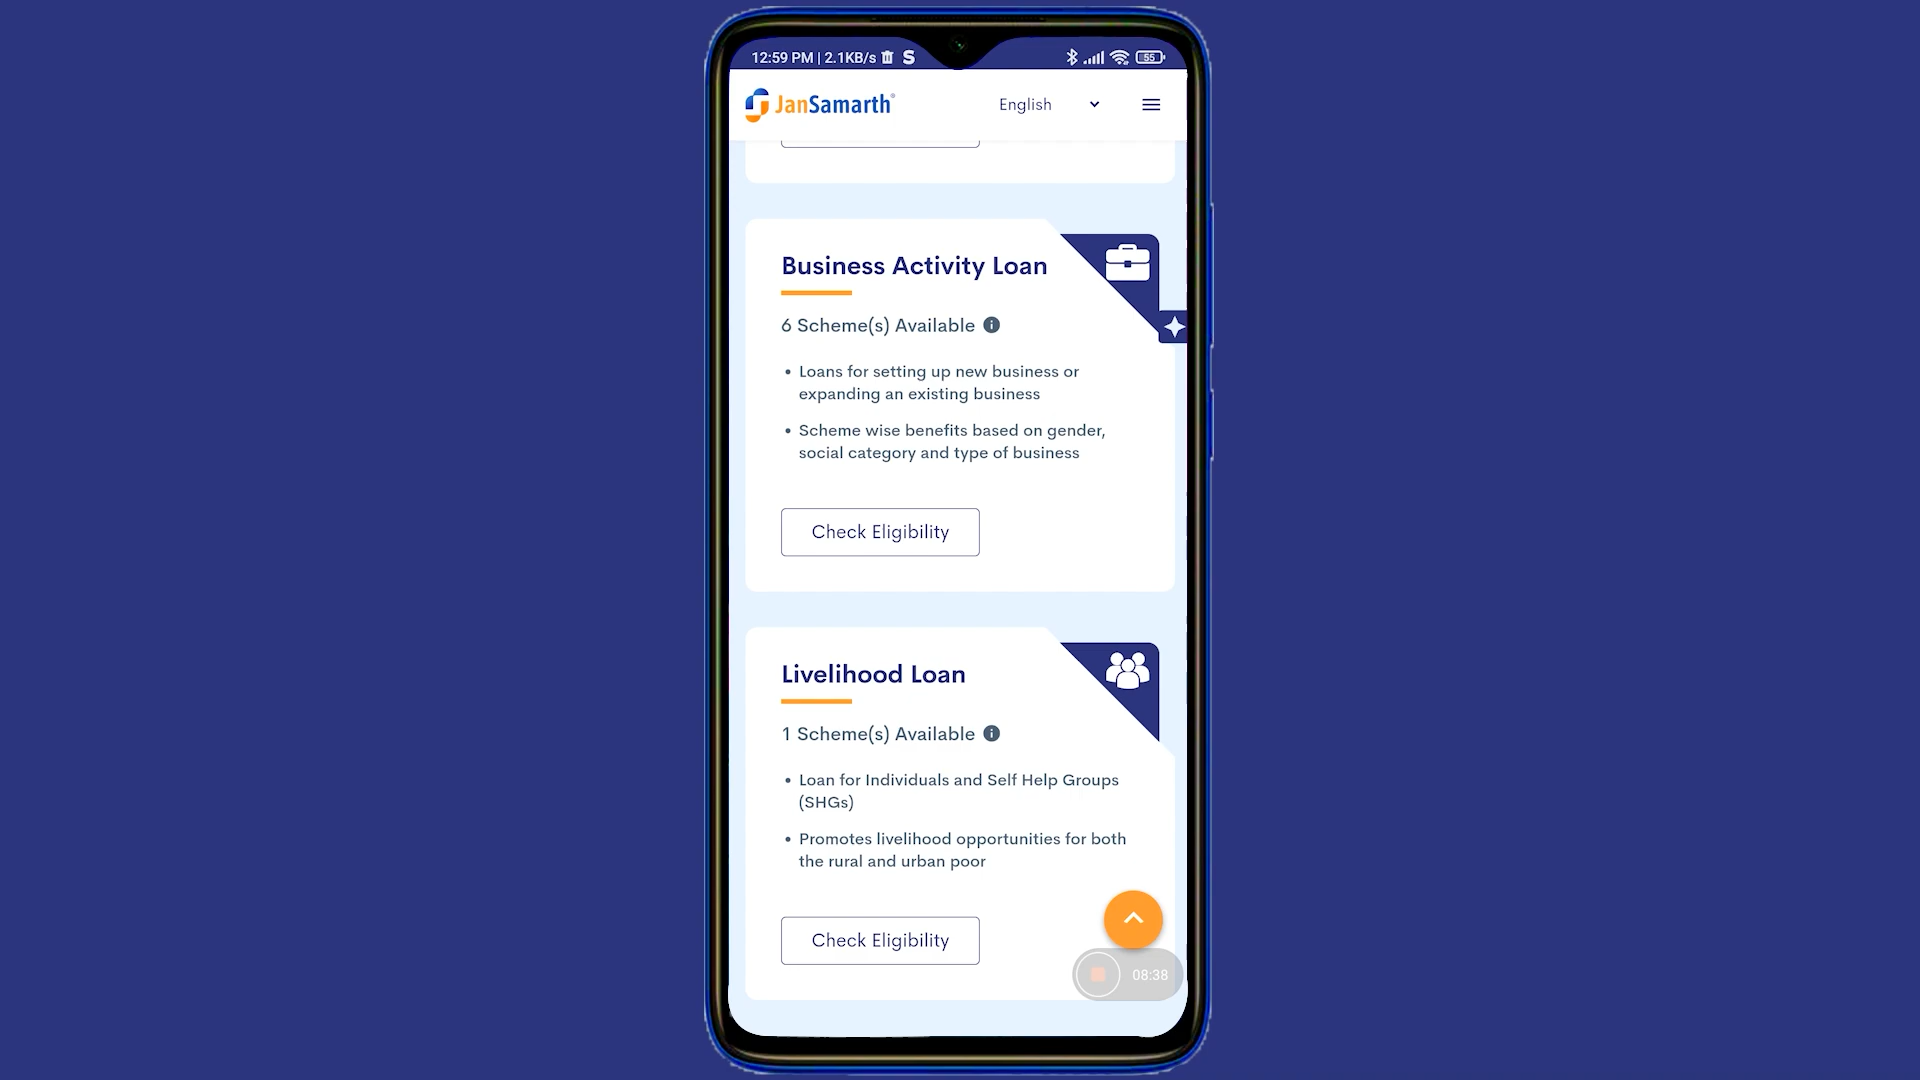 12:59 PM | 2.1KB/s S
55
JanSamarth®
English
Business Activity Loan
6 Scheme(s) Available
• Loans for setting up new business or
expanding an existing business
• Scheme wise benefits based on gender,
social category and type of business
Check Eligibility
Livelihood Loan
1 Scheme(s) Available
• Loan for Individuals and Self Help Groups
(SHGs)
• Promotes livelihood opportunities for both
the rural and urban poor
Check Eligibility
08:38